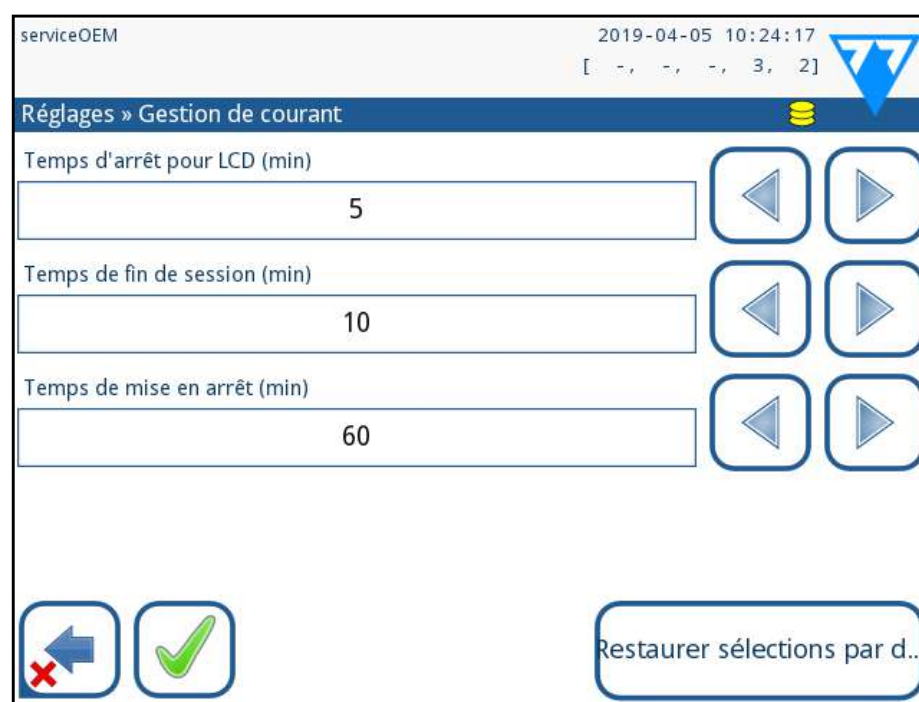 serviceOEM
2019-04-05 10:24:17
[ -, -, -, 3, 2]
Réglages » Gestion de courant
Temps d'arrêt pour LCD (min)
5
Temps de fin de session (min)
10
Temps de mise en arrêt (min)
60
Restaurer sélections par d...